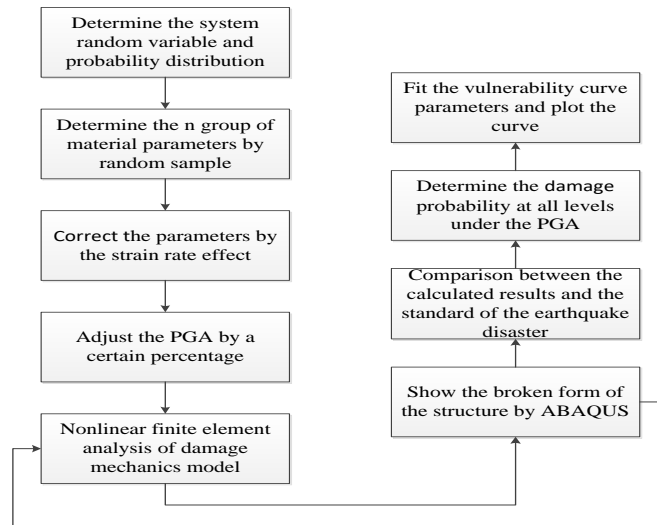 Determine the system
random variable and
probability distribution
Determine the n group of
material parameters by
random sample
Correct the parameters by
the strain rate effect
Adjust the PGA by a
certain percentage
Nonlinear finite element
analysis of damage
mechanics model
Show the broken form of
the structure by ABAQUS
Comparison between the
calculated results and the
standard of the earthquake
disaster
Determine the damage
probability at all levels
under the PGA
Fit the vulnerability curve
parameters and plot the
curve